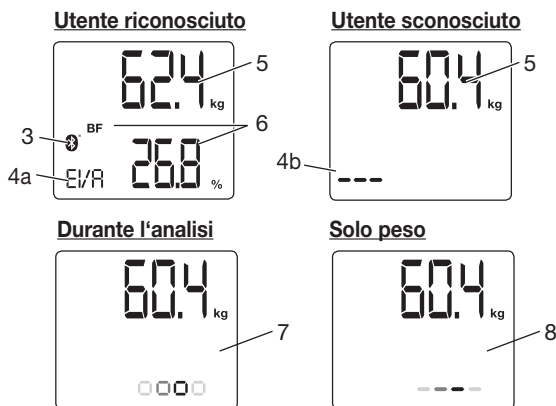 Utente riconosciuto
62.4 kg
5
BF
6
3
4a
EVA
26.8 %
Utente sconosciuto
60.4 kg
5
4b
---
Durante l'analisi
60.4 kg
7
Solo peso
60.4 kg
8
----